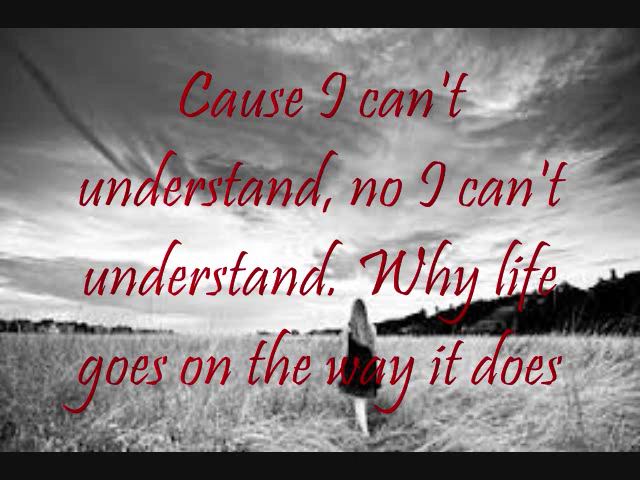 Cause I can't
understand, no I can't
understand. Why life
goes on the way it does